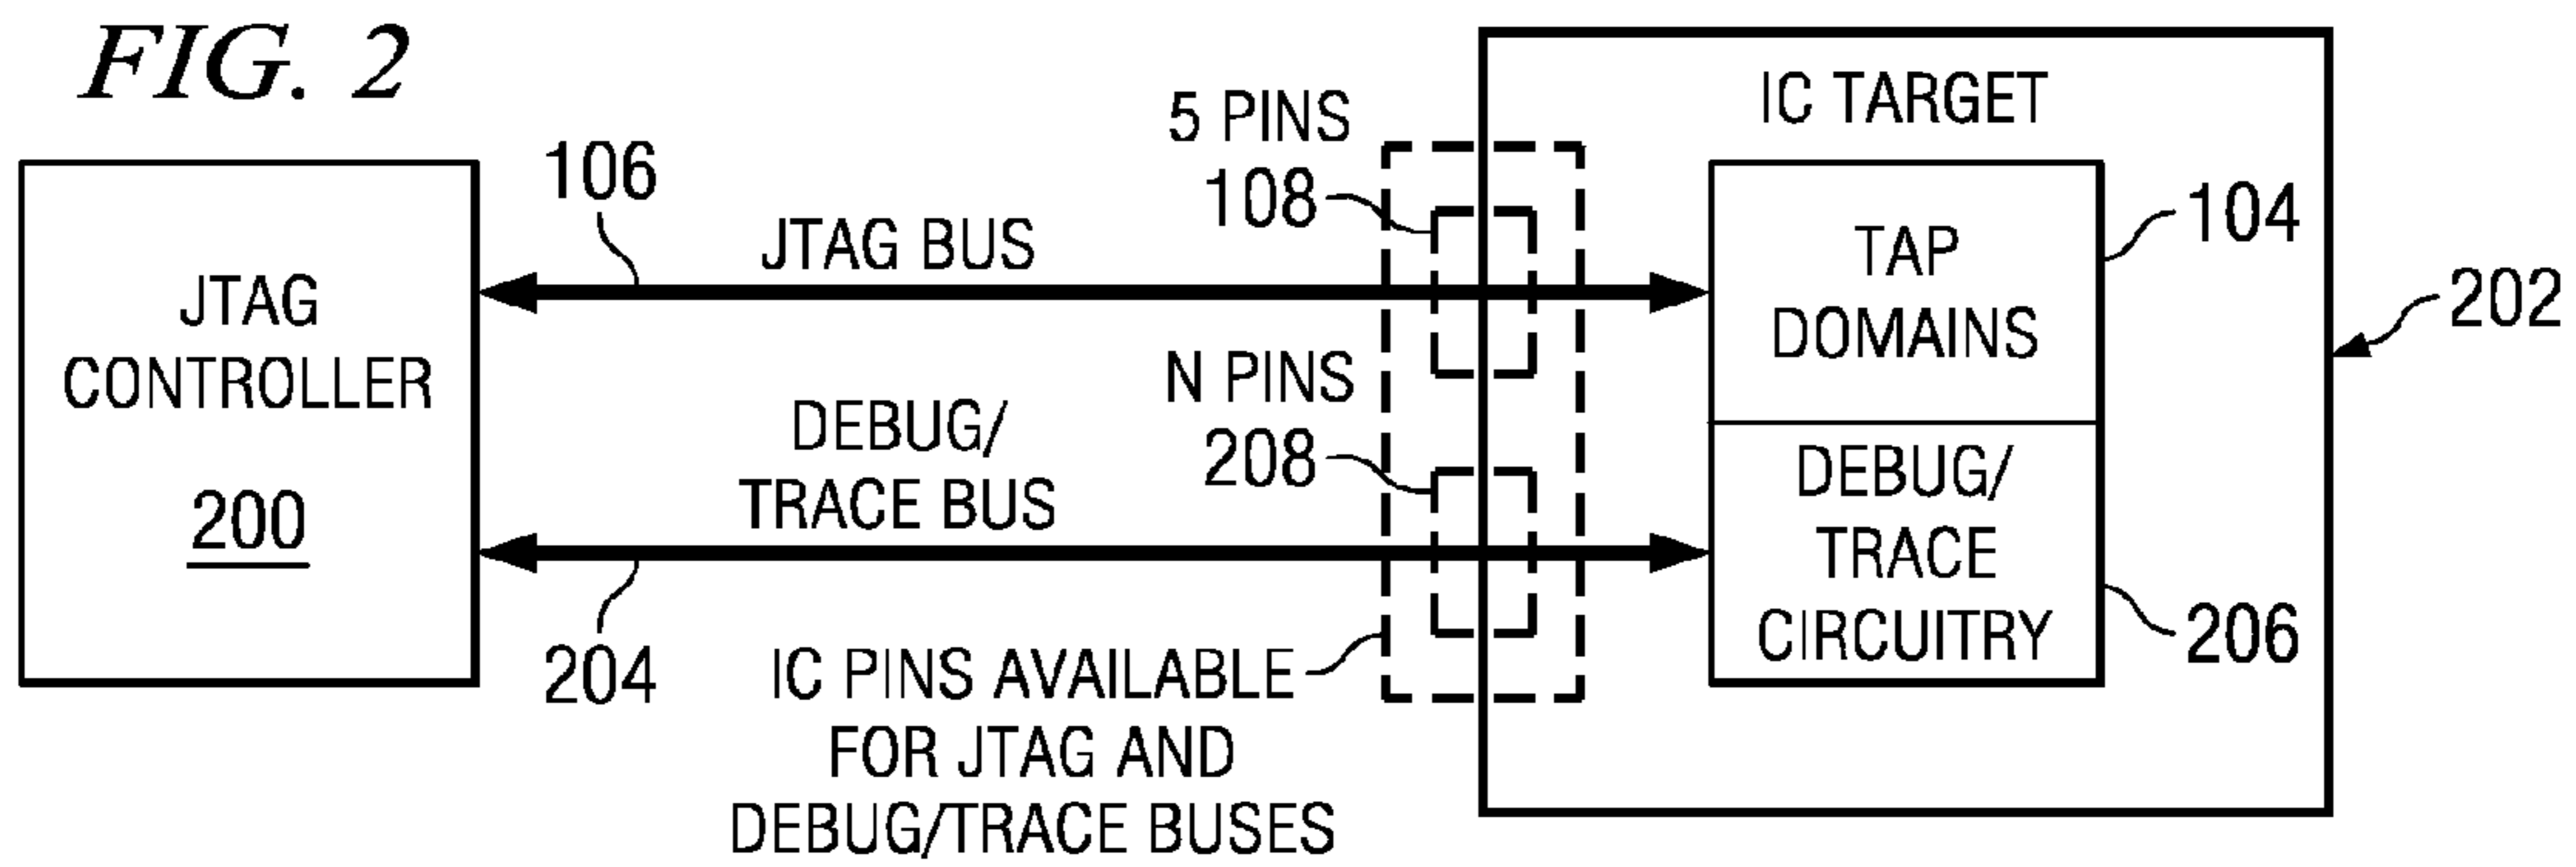 FIG. 2
JTAG
CONTROLLER
200
106
JTAG BUS
DEBUG/
TRACE BUS
204
5 PINS
108
N PINS
208
IC PINS AVAILABLE
FOR JTAG AND
DEBUG/TRACE BUSES
IC TARGET
TAP
DOMAINS
104
DEBUG/
TRACE
CIRCUITRY
206
202